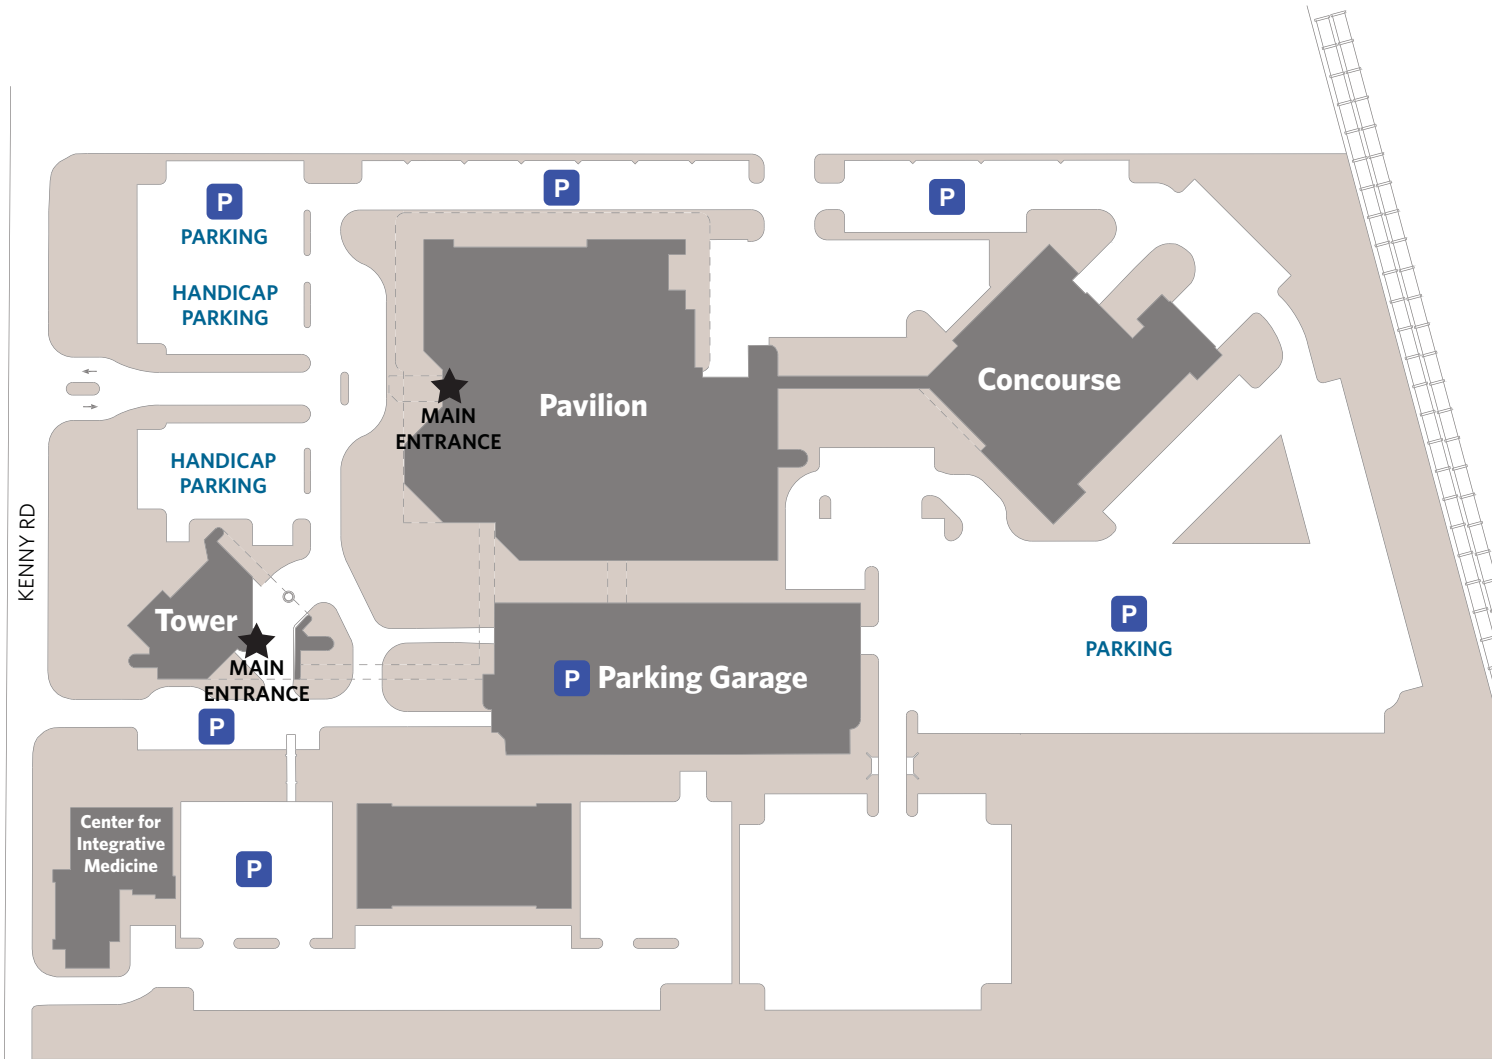 P
P
P
PARKING
HANDICAP
PARKING
Concourse
Pavilion
MAIN
ENTRANCE
HANDICAP
PARKING
KENNY RD
Tower
MAIN
ENTRANCE
P
PARKING
P Parking Garage
P
Center for
Integrative
Medicine
P